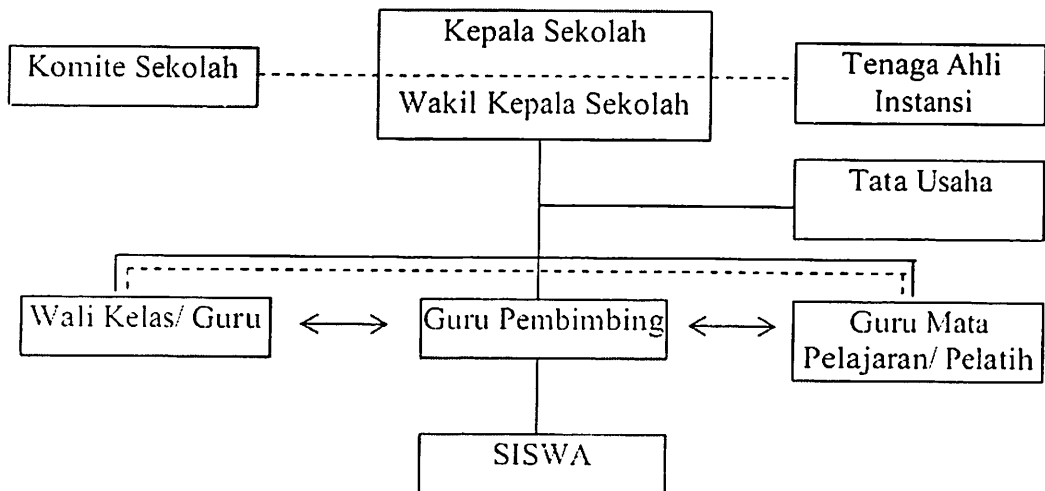 Kepala Sekolah
Komite Sekolah
Wakil Kepala Sekolah
Tenaga Ahli
Instansi
Tata Usaha
Wali Kelas/ Guru
Guru Pembimbing
Guru Mata
Pelajaran/ Pelatih
SISWA